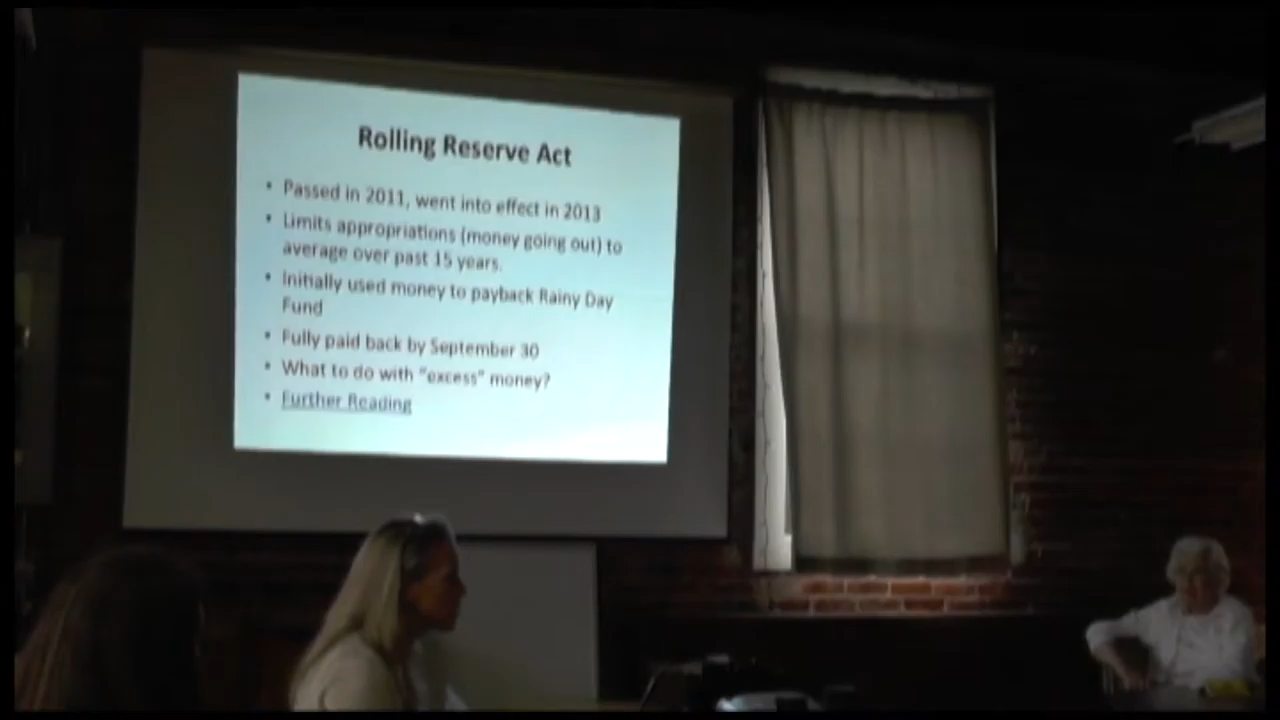 Rolling Reserve Act
• Passed in 2011, went into effect in 2013
• Limits appropriations (money going out) to
average over past 15 years.
• Initially used money to payback Rainy Day
Fund
• Fully paid back by September 30
• What to do with "excess" money?
• Further Reading